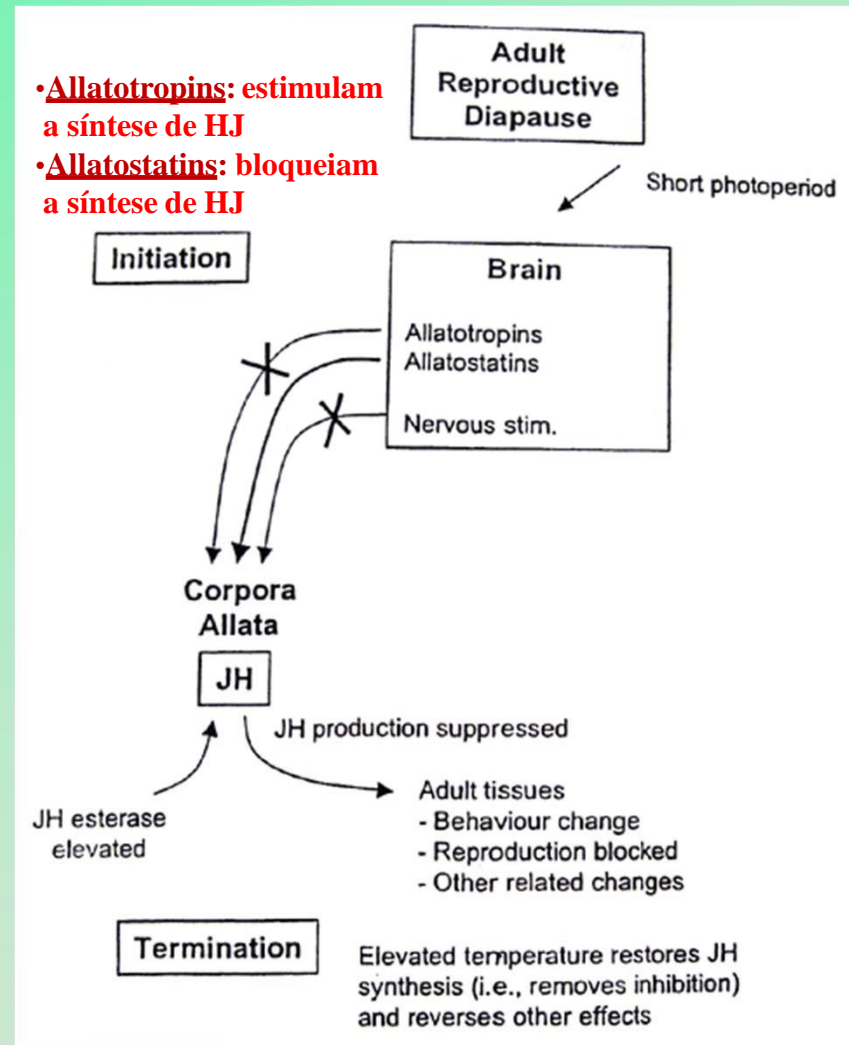 •Allatotropins: estimulam
a síntese de HJ
•Allatostatins: bloqueiam
a síntese de HJ
Adult
Reproductive
Diapause
Short photoperiod
Initiation
Brain
Allatotropins
Allatostatins
Nervous stim.
Corpora
Allata
JH
JH production suppressed
JH esterase
elevated
Adult tissues
- Behaviour change
- Reproduction blocked
- Other related changes
Termination
Elevated temperature restores JH
synthesis (i.e., removes inhibition)
and reverses other effects